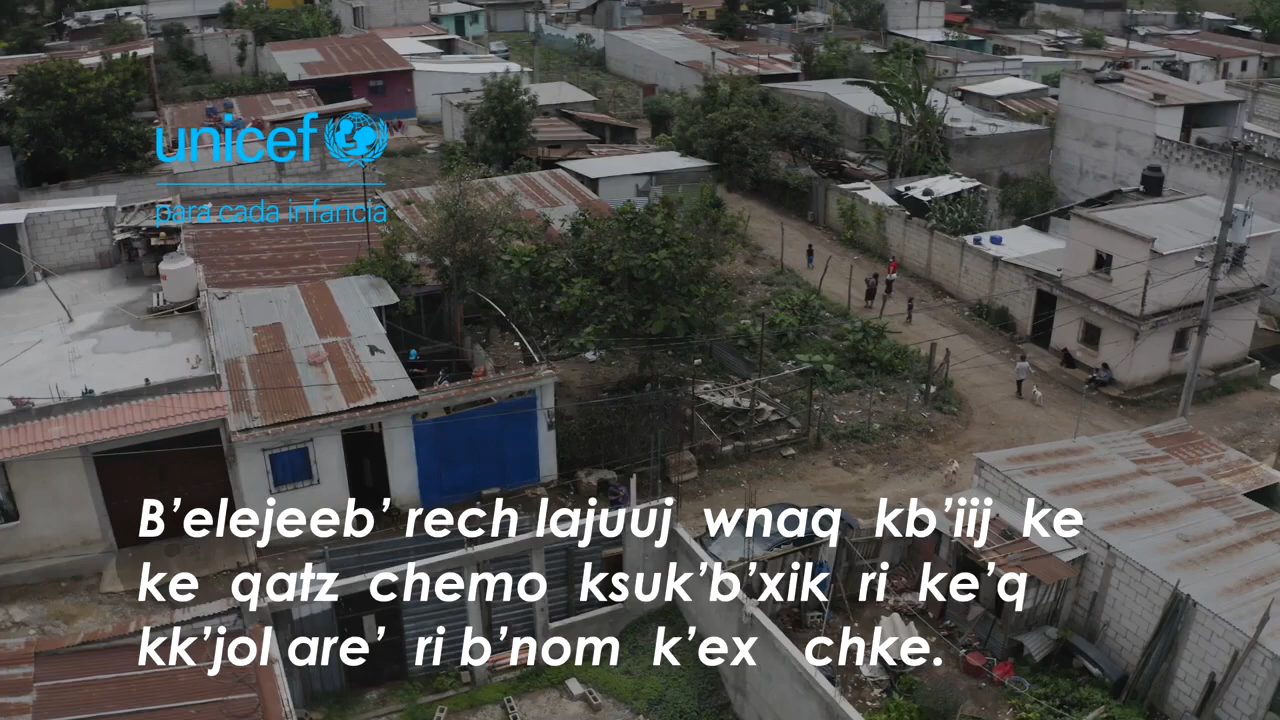 unicef
para cada infancia
B’elejeeb’ rech lajuuj wnaq kb’iij ke
ke qatz chemo ksuk’b’xik ri ke’q
kk’jol are’ ri b’nom k’ex chke.